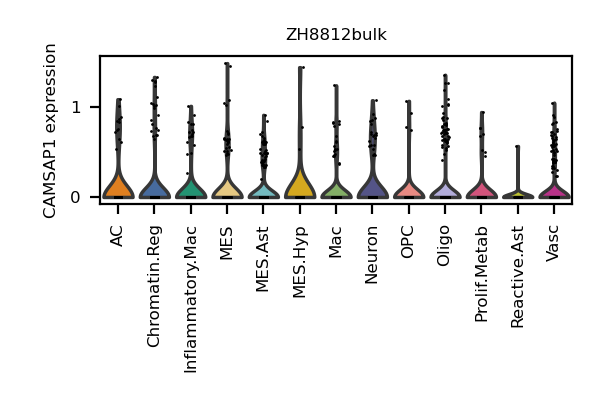 ZH8812bulk
CAMSAP1 expression
1
0
AC
Chromatin.Reg
Inflammatory.Mac
MES
MES.Ast
MES.Hyp
Mac
Neuron
OPC
Oligo
Prolif.Metab
Reactive.Ast
Vasc